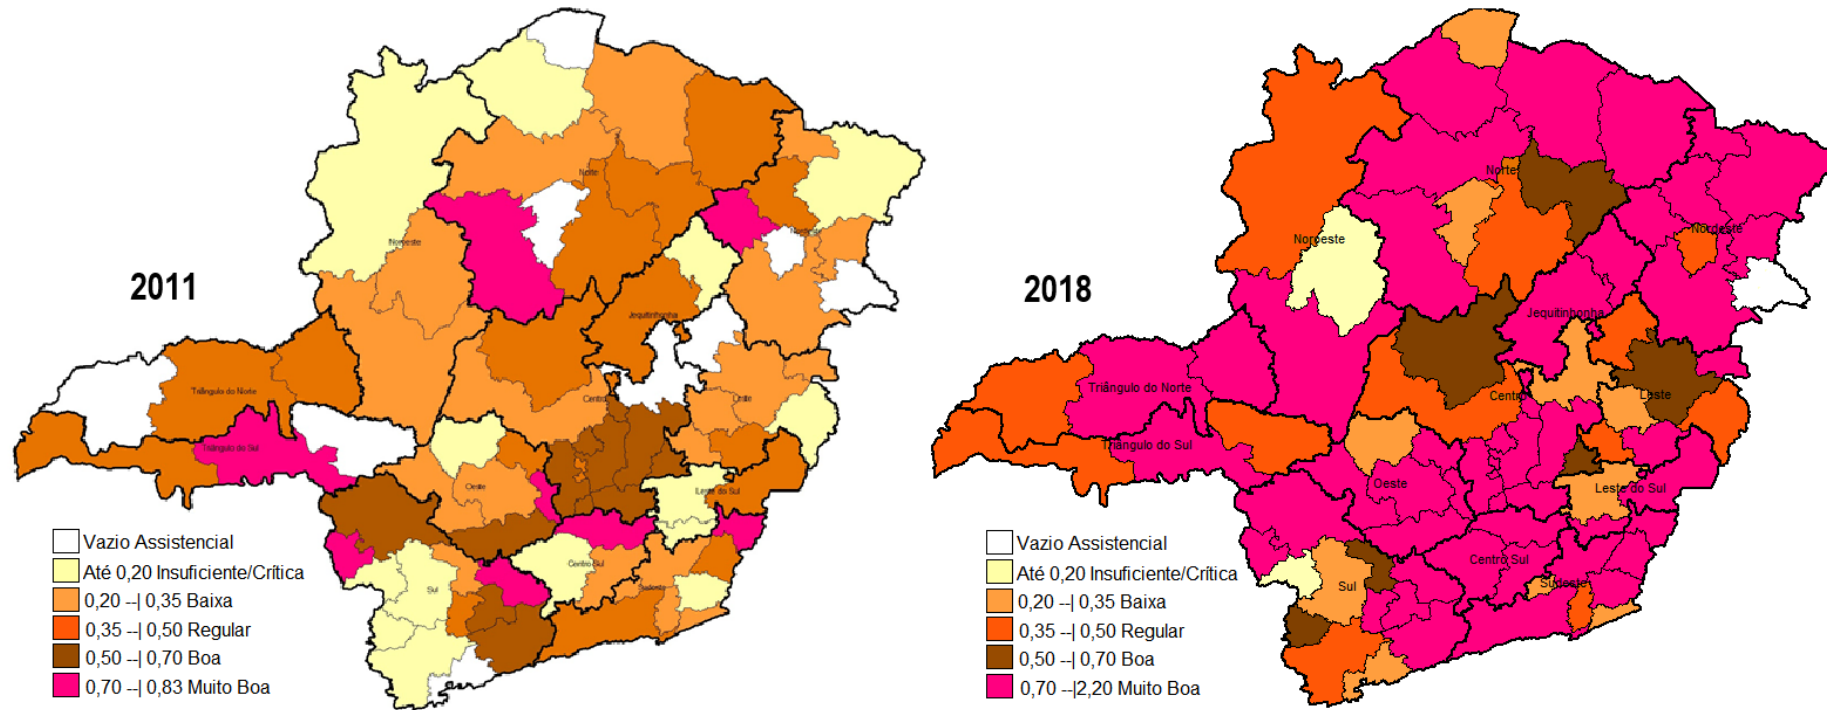 2011
Norte
Noroeste
Nordeste
Jequitinhonha
Triângulo do Norte
Centro
Leste
Triângulo do Sul
Oeste
Leste do Sul
Centro Sul
Sudeste
Sul
Vazio Assistencial
Até 0,20 Insuficiente/Crítica
0,20 --| 0,35 Baixa
0,35 --| 0,50 Regular
0,50 --| 0,70 Boa
0,70 --| 0,83 Muito Boa
2018
Norte
Noroeste
Nordeste
Jequitinhonha
Triângulo do Norte
Centro
Leste
Triângulo do Sul
Oeste
Leste do Sul
Centro Sul
Sudeste
Sul
Vazio Assistencial
Até 0,20 Insuficiente/Crítica
0,20 --| 0,35 Baixa
0,35 --| 0,50 Regular
0,50 --| 0,70 Boa
0,70 --|2,20 Muito Boa